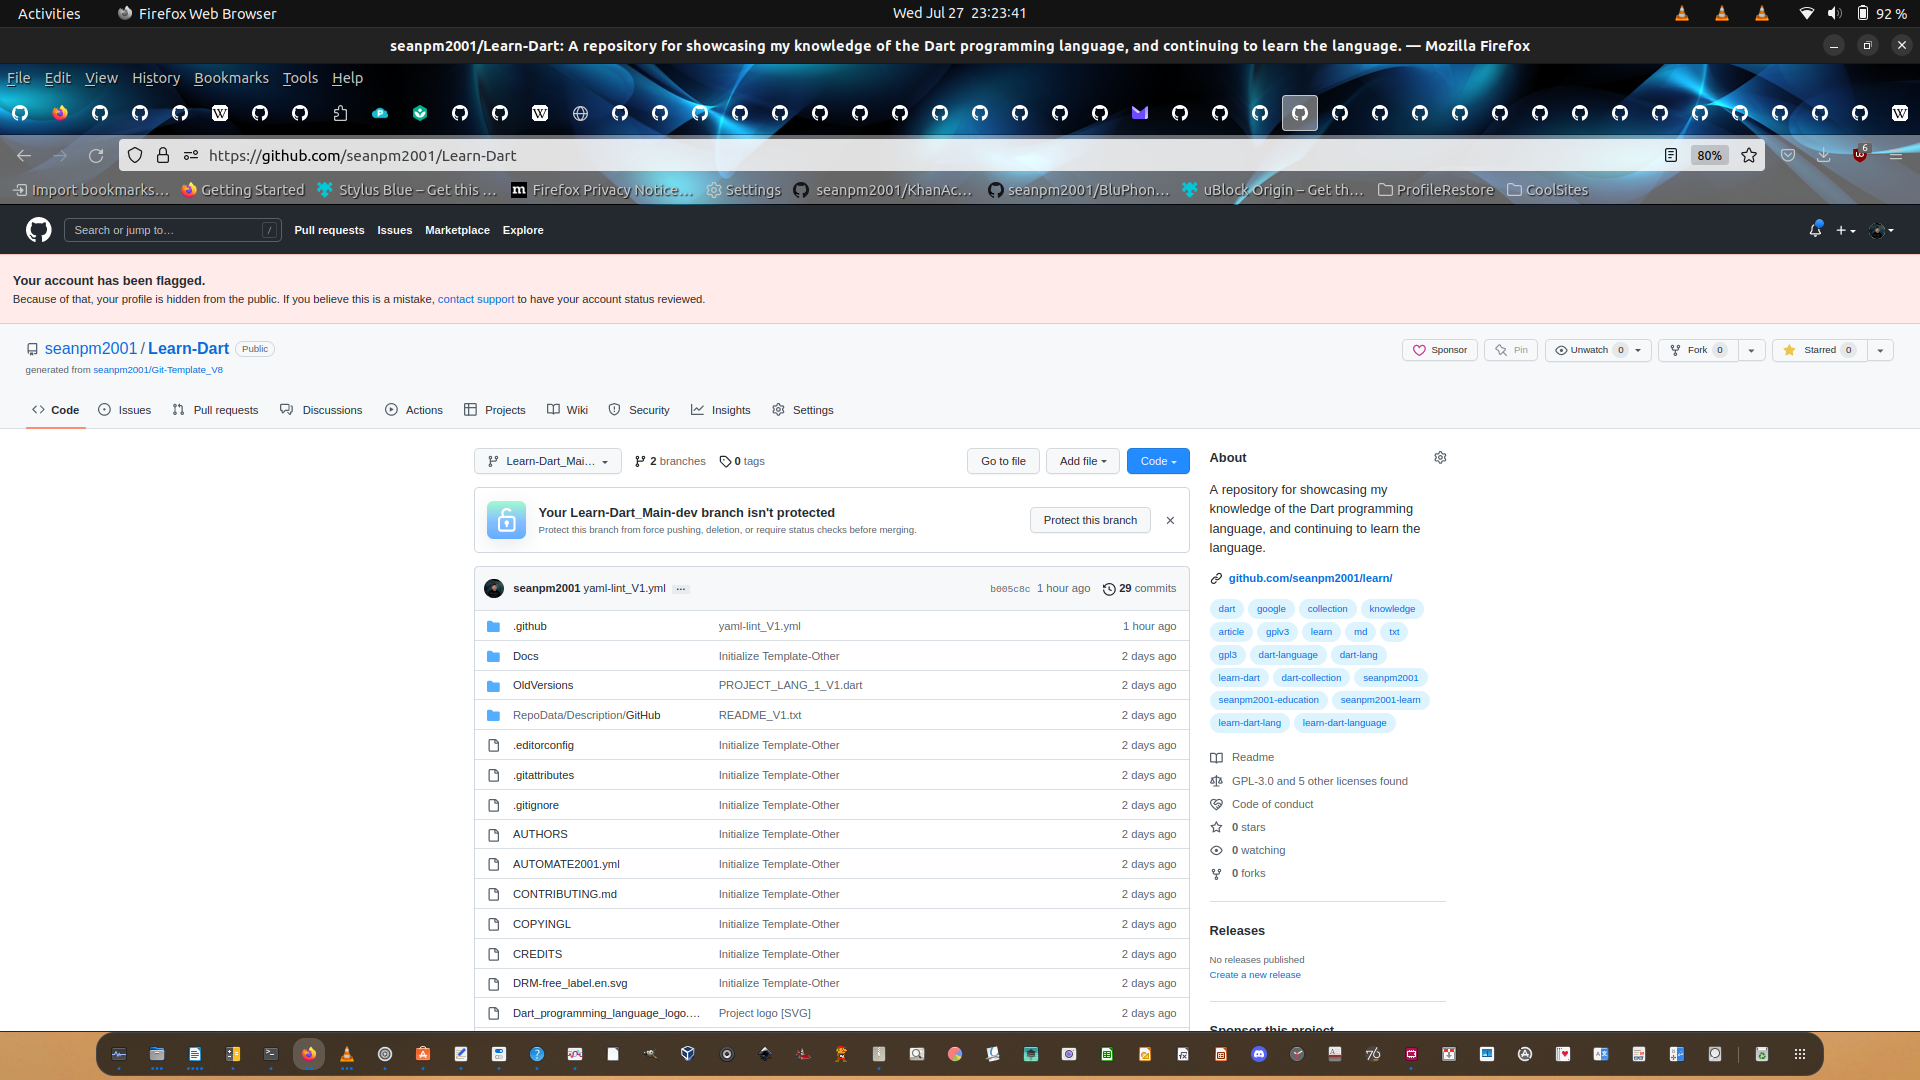 Activities Firefox Web Browser Wed Jul 27 23:23:41 92 %
seanpm2001/Learn-Dart: A repository for showcasing my knowledge of the Dart programming language, and continuing to learn the language. — Mozilla Firefox
File Edit View History Bookmarks Tools Help
https://github.com/seanpm2001/Learn-Dart 80% 6
Import bookmarks… Getting Started Stylus Blue – Get this … Firefox Privacy Notice… Settings seanpm2001/KhanAc… seanpm2001/BluPhon… uBlock Origin – Get th… ProfileRestore CoolSites
Search or jump to… / Pull requests Issues Marketplace Explore
Your account has been flagged.
Because of that, your profile is hidden from the public. If you believe this is a mistake, contact support to have your account status reviewed.
seanpm2001 / Learn-Dart Public Sponsor Pin Unwatch 0 Fork 0 Starred 0
generated from seanpm2001/Git-Template_V8
Code Issues Pull requests Discussions Actions Projects Wiki Security Insights Settings
Learn-Dart_Mai… 2 branches 0 tags Go to file Add file Code
Your Learn-Dart_Main-dev branch isn't protected
Protect this branch from force pushing, deletion, or require status checks before merging.
Protect this branch
seanpm2001 yaml-lint_V1.yml … b005c8c 1 hour ago 29 commits
.github yaml-lint_V1.yml 1 hour ago
Docs Initialize Template-Other 2 days ago
OldVersions PROJECT_LANG_1_V1.dart 2 days ago
RepoData/Description/GitHub README_V1.txt 2 days ago
.editorconfig Initialize Template-Other 2 days ago
.gitattributes Initialize Template-Other 2 days ago
.gitignore Initialize Template-Other 2 days ago
AUTHORS Initialize Template-Other 2 days ago
AUTOMATE2001.yml Initialize Template-Other 2 days ago
CONTRIBUTING.md Initialize Template-Other 2 days ago
COPYINGL Initialize Template-Other 2 days ago
CREDITS Initialize Template-Other 2 days ago
DRM-free_label.en.svg Initialize Template-Other 2 days ago
Dart_programming_language_logo.… Project logo [SVG] 2 days ago
About
A repository for showcasing my
knowledge of the Dart programming
language, and continuing to learn the
language.
github.com/seanpm2001/learn/
dart google collection knowledge
article gplv3 learn md txt
gpl3 dart-language dart-lang
learn-dart dart-collection seanpm2001
seanpm2001-education seanpm2001-learn
learn-dart-lang learn-dart-language
Readme
GPL-3.0 and 5 other licenses found
Code of conduct
0 stars
0 watching
0 forks
Releases
No releases published
Create a new release
Sponsor this project